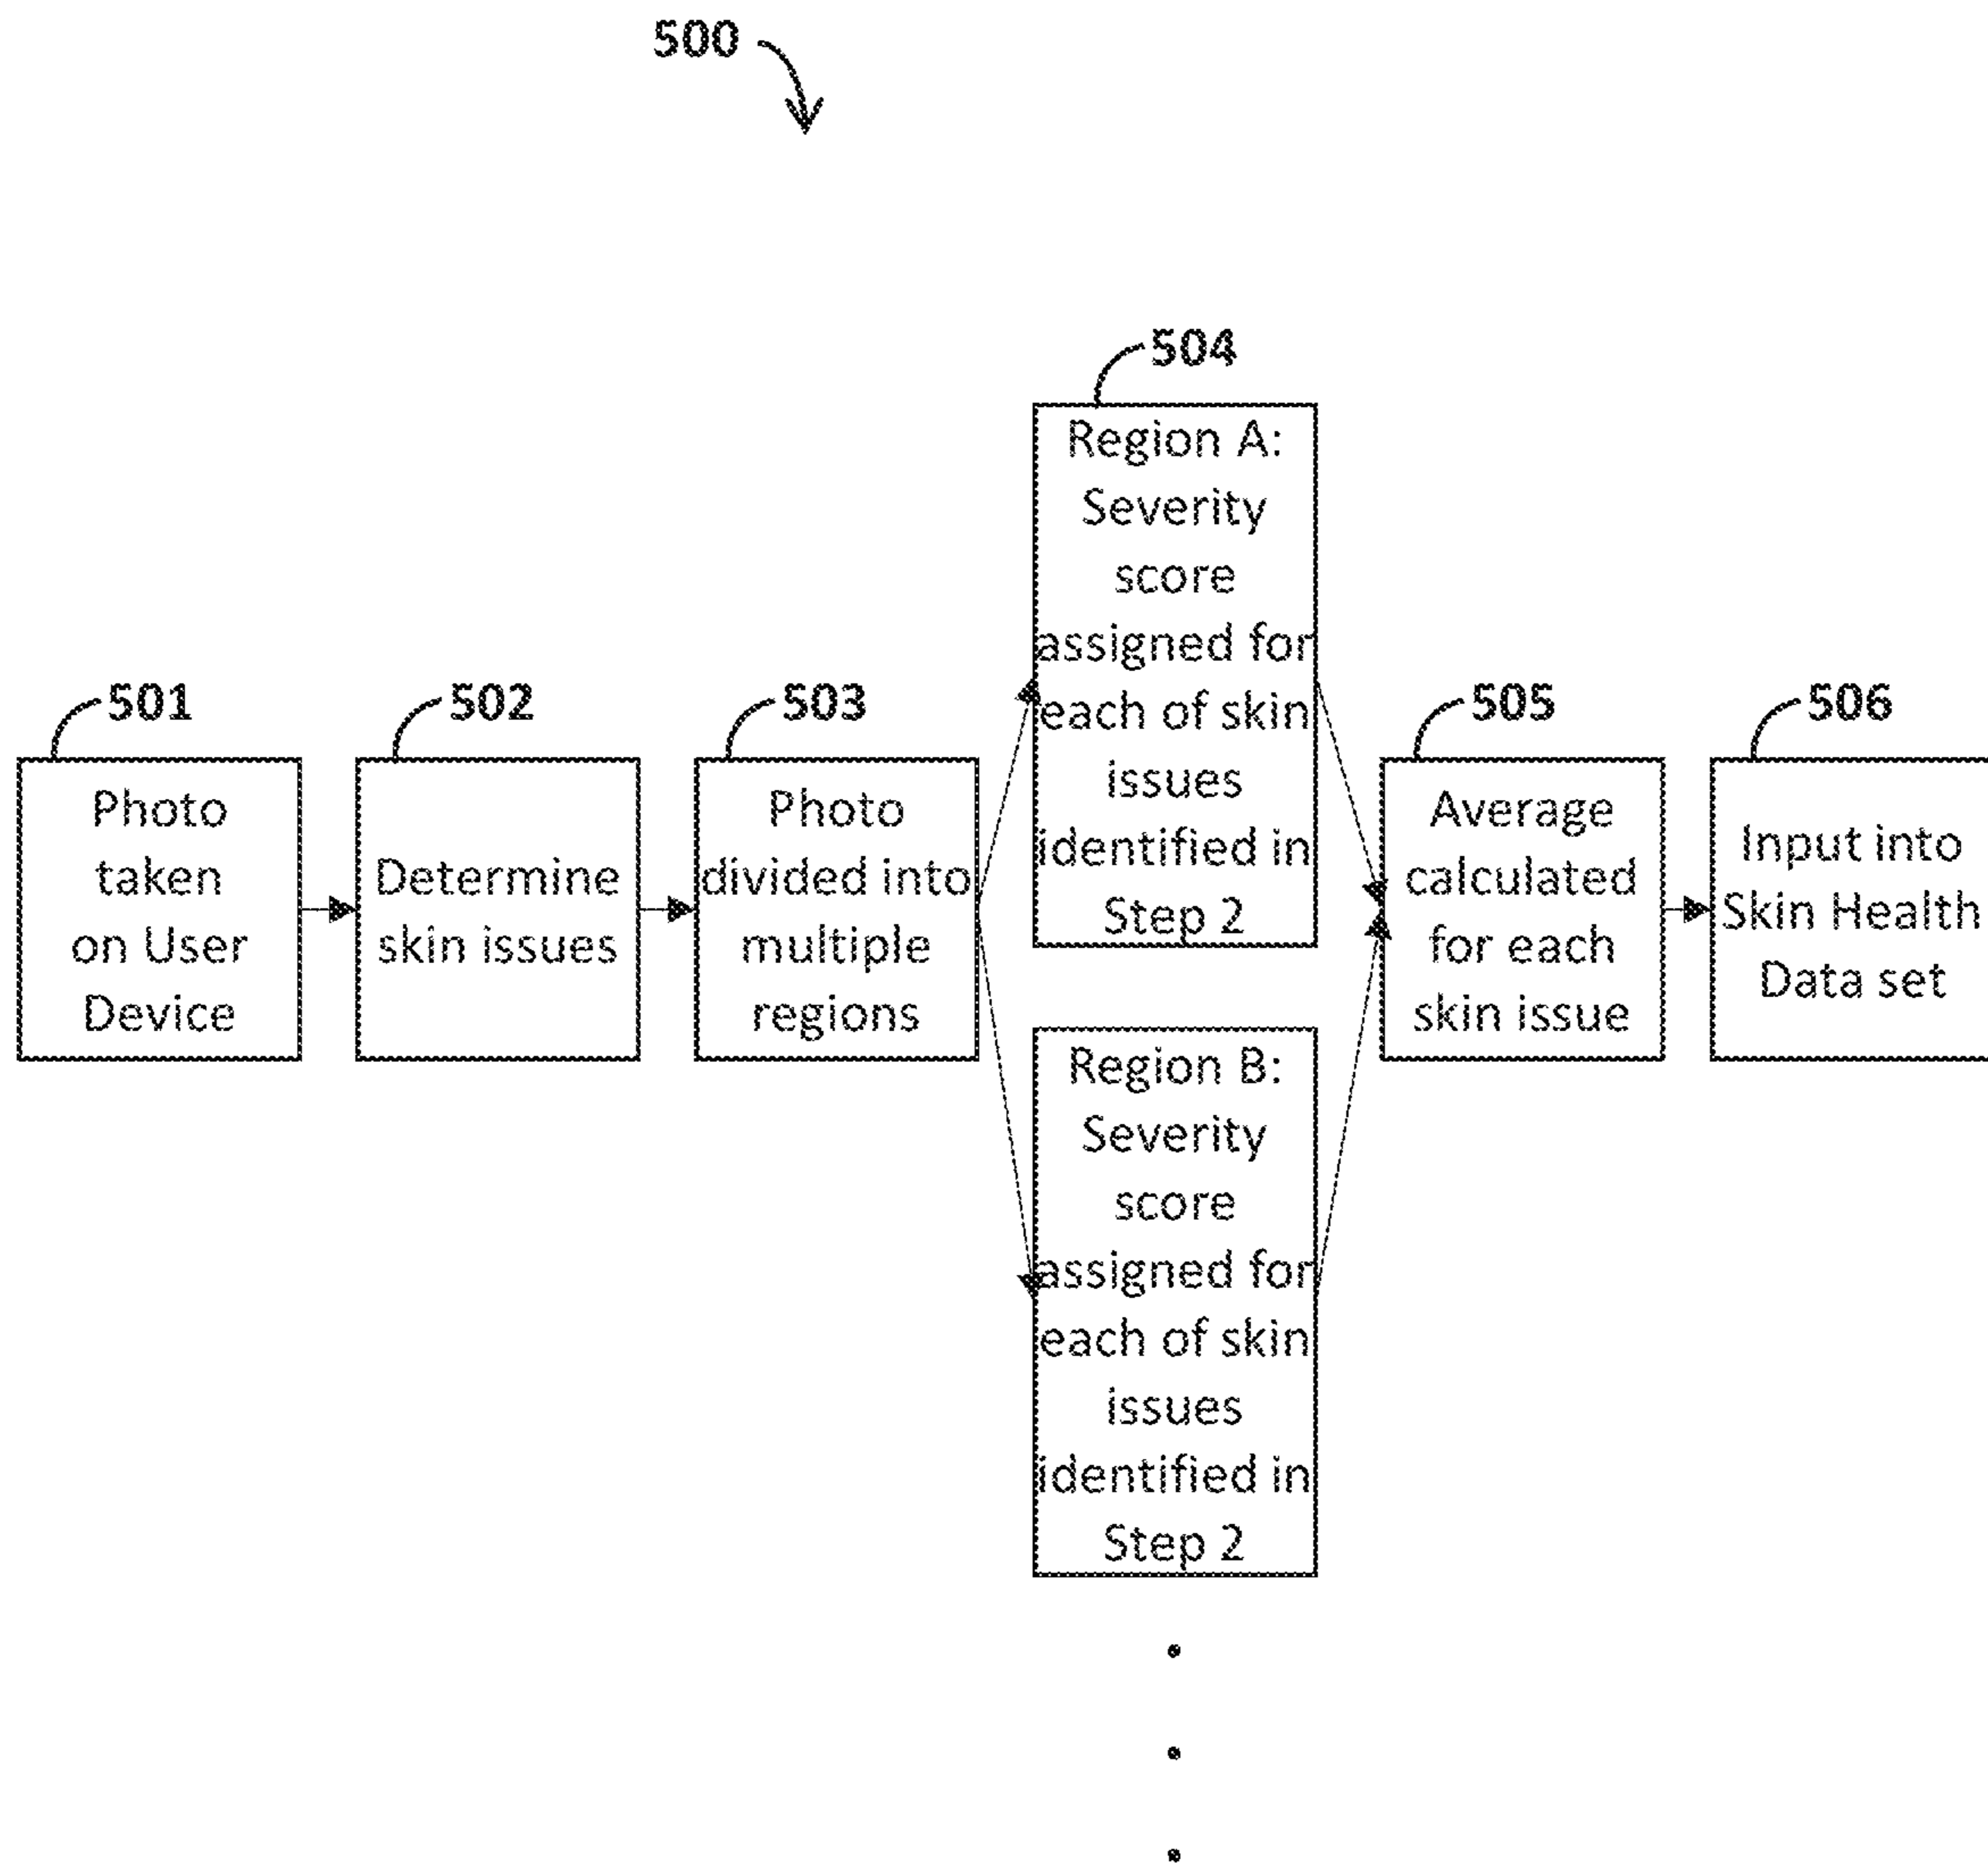 500
501
Photo
taken
on User
Device
502
Determine
skin issues
503
Photo
divided into
multiple
regions
504
Region A:
Severity
score
assigned for
each of skin
issues
identified in
Step 2
Region B:
Severity
score
assigned for
each of skin
issues
identified in
Step 2
505
Average
calculated
for each
skin issue
506
Input into
Skin Health
Data set